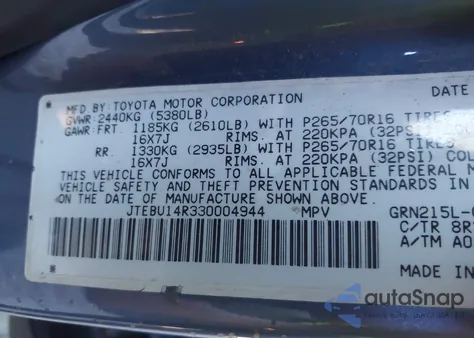 MFD.BY:TOYOTA MOTOR CORPORATION DATE
GVWR:2440KG (5380LB)
GAWR:FRT. 1185KG (2610LB) WITH P265/70R16 TIRES
16X7J RIMS. AT 220KPA (32PSI)
RR. 1330KG (2935LB) WITH P265/70R16 TIRES
16X7J RIMS. AT 220KPA (32PSI) COL
THIS VEHICLE CONFORMS TO ALL APPLICABLE FEDERAL M
VEHICLE SAFETY AND THEFT PREVENTION STANDARDS IN
ON THE DATE OF MANUFACTURE SHOWN ABOVE.
JTEBU14R330004944 MPV GRN215L-
C/TR 8R
A/TM A0
MADE IN
autoSnap